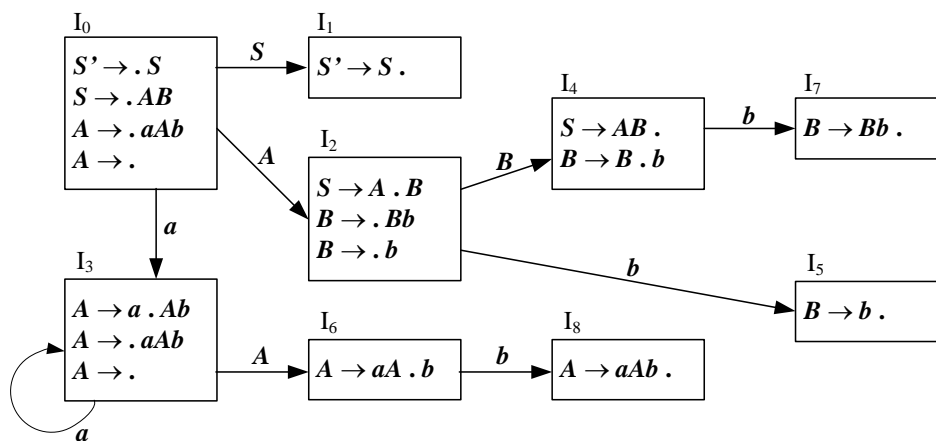 I₀
S’ → . S
S → . AB
A → . aAb
A → .
S
I₁
S’ → S .
A
I₂
S → A . B
B → . Bb
B → . b
B
I₄
S → AB .
B → B . b
b
I₇
B → Bb .
b
I₅
B → b .
a
I₃
A → a . Ab
A → . aAb
A → .
a
A
I₆
A → aA . b
b
I₈
A → aAb .